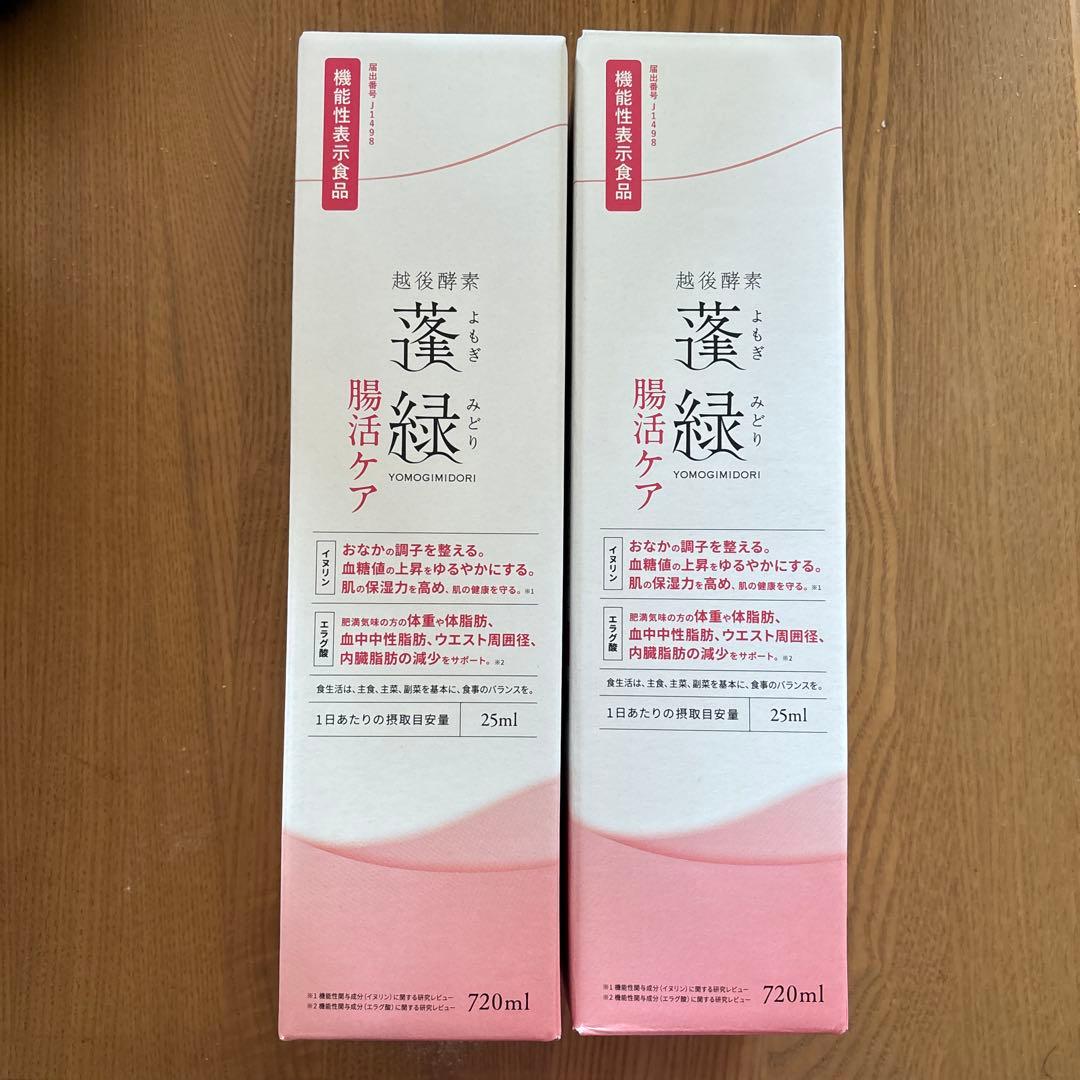 機能性表示食品
届出番号 J1498
越後酵素
蓬緑
よもぎ
みどり
腸活ケア
YOMOGIMIDORI
イヌリン
おなかの調子を整える。
血糖値の上昇をゆるやかにする。
肌の保湿力を高め、肌の健康を守る。※1
エラグ酸
肥満気味の方の体重や体脂肪、
血中中性脂肪、ウエスト周囲径、
内臓脂肪の減少をサポート。※2
食生活は、主食、主菜、副菜を基本に、食事のバランスを。
1日あたりの摂取目安量 25ml
※1 機能性関与成分（イヌリン）に関する研究レビュー
※2 機能性関与成分（エラグ酸）に関する研究レビュー
720ml
機能性表示食品
届出番号 J1498
越後酵素
蓬緑
よもぎ
みどり
腸活ケア
YOMOGIMIDORI
イヌリン
おなかの調子を整える。
血糖値の上昇をゆるやかにする。
肌の保湿力を高め、肌の健康を守る。※1
エラグ酸
肥満気味の方の体重や体脂肪、
血中中性脂肪、ウエスト周囲径、
内臓脂肪の減少をサポート。※2
食生活は、主食、主菜、副菜を基本に、食事のバランスを。
1日あたりの摂取目安量 25ml
※1 機能性関与成分（イヌリン）に関する研究レビュー
※2 機能性関与成分（エラグ酸）に関する研究レビュー
720ml